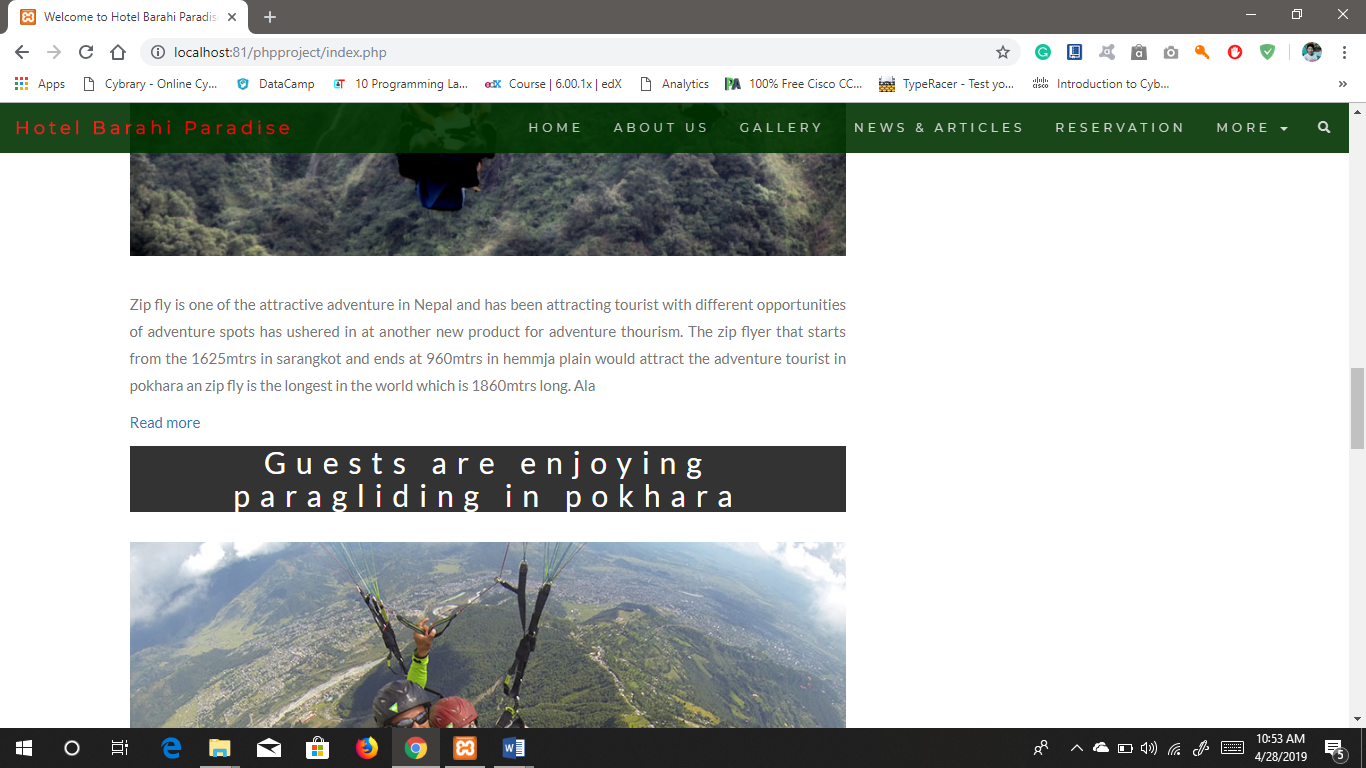 Welcome to Hotel Barahi Paradis
localhost:81/phpproject/index.php
Apps
Cybrary - Online Cy...
DataCamp
10 Programming La...
edX
Course | 6.00.1x | edX
Analytics
PA
100% Free Cisco CC...
TypeRacer - Test yo...
cisco
Introduction to Cyb...
»
Hotel Barahi Paradise
HOME
ABOUT US
GALLERY
NEWS & ARTICLES
RESERVATION
MORE
Zip fly is one of the attractive adventure in Nepal and has been attracting tourist with different opportunities
of adventure spots has ushered in at another new product for adventure thourism. The zip flyer that starts
from the 1625mtrs in sarangkot and ends at 960mtrs in hemmja plain would attract the adventure tourist in
pokhara an zip fly is the longest in the world which is 1860mtrs long. Ala
Read more
Guests are enjoying
paragliding in pokhara
10:53 AM
4/28/2019
5